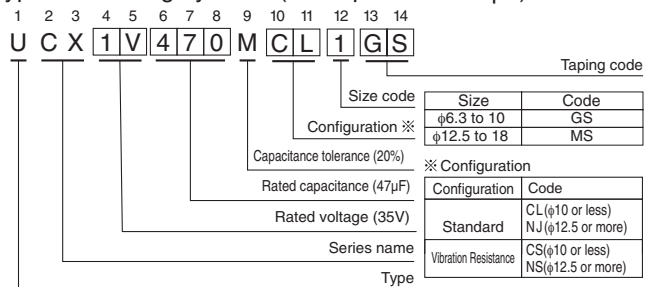 1 2 3 4 5 6 7 8 9 10 11 12 13 14
U C X 1 V 4 7 0 M C L 1 G S
Taping code
Size code
Size Code
ϕ6.3 to 10 GS
ϕ12.5 to 18 MS
Configuration ※
Capacitance tolerance (20%)
※ Configuration
Rated capacitance (47µF)
Configuration Code
Rated voltage (35V)
Standard CL(ϕ10 or less)
NJ(ϕ12.5 or more)
Series name
Vibration Resistance CS(ϕ10 or less)
NS(ϕ12.5 or more)
Type